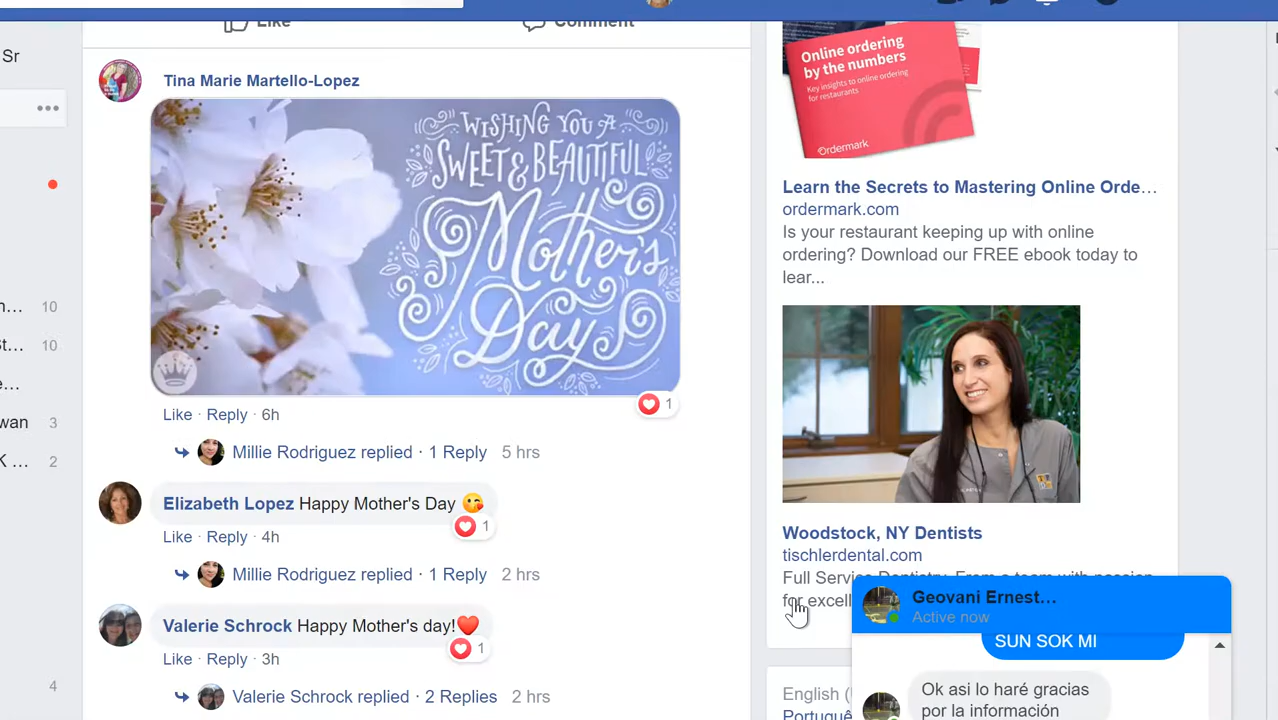 Like
Comment
Sr
Tina Marie Martello-Lopez
WISHING YOU A
SWEET & BEAUTIFUL
Mother's
Day
1
Like · Reply · 6h
Millie Rodriguez replied · 1 Reply 5 hrs
Elizabeth Lopez Happy Mother's Day
1
Like · Reply · 4h
Millie Rodriguez replied · 1 Reply 2 hrs
Valerie Schrock Happy Mother's day!
1
Like · Reply · 3h
Valerie Schrock replied · 2 Replies 2 hrs
10
10
wan 3
K ... 2
4
Online ordering
by the numbers
Key insights to online ordering
for restaurants
Ordermark
Learn the Secrets to Mastering Online Orde...
ordermark.com
Is your restaurant keeping up with online
ordering? Download our FREE ebook today to
lear...
Woodstock, NY Dentists
tischlerdental.com
Full Service Dentistry. From a team with passion
for excell
English (
Portuguê
Geovani Ernest...
Active now
SUN SOK MI
Ok asi lo haré gracias
por la información